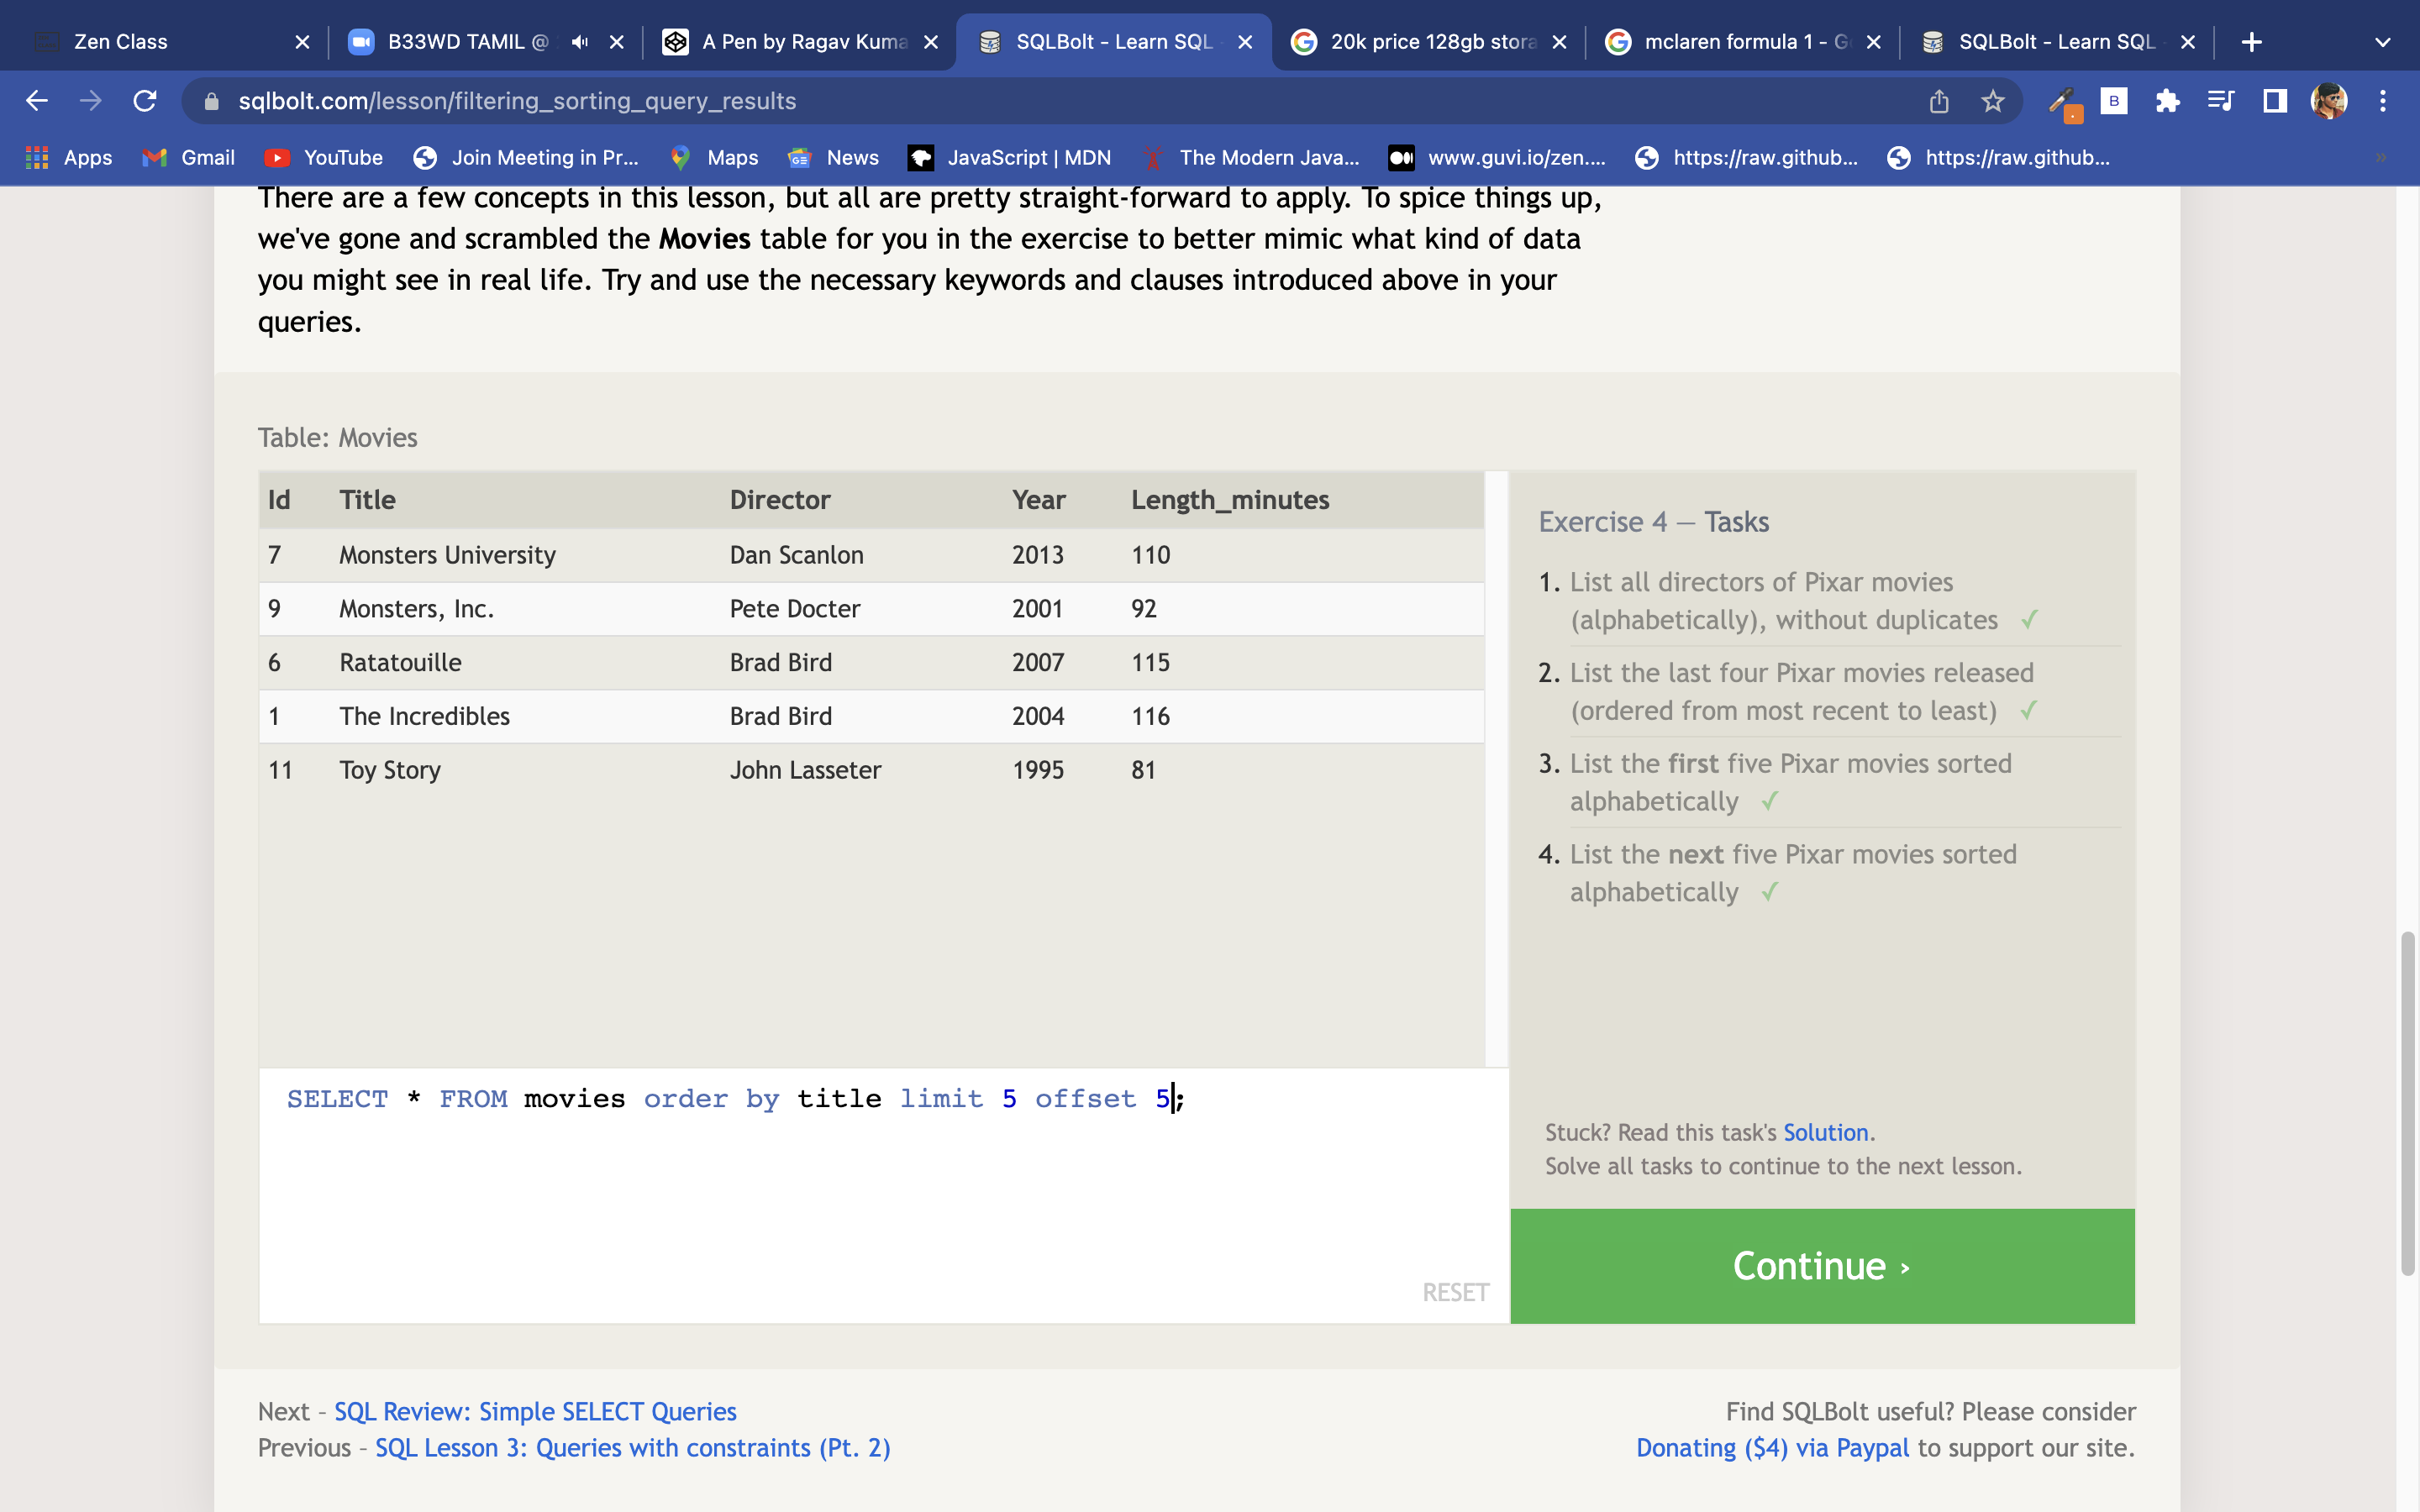 Zen Class
B33WD TAMIL @
A Pen by Ragav Kuma
SQLBolt - Learn SQL
20k price 128gb stora
mclaren formula 1 - G
SQLBolt - Learn SQL
sqlbolt.com/lesson/filtering_sorting_query_results
B
Apps
Gmail
YouTube
Join Meeting in Pr...
Maps
GE
News
JavaScript | MDN
The Modern Java...
www.guvi.io/zen....
https://raw.github...
https://raw.github...
»
There are a few concepts in this lesson, but all are pretty straight-forward to apply. To spice things up,
we've gone and scrambled the Movies table for you in the exercise to better mimic what kind of data
you might see in real life. Try and use the necessary keywords and clauses introduced above in your
queries.
Table: Movies
Id Title Director Year Length_minutes
7 Monsters University Dan Scanlon 2013 110
9 Monsters, Inc. Pete Docter 2001 92
6 Ratatouille Brad Bird 2007 115
1 The Incredibles Brad Bird 2004 116
11 Toy Story John Lasseter 1995 81
SELECT * FROM movies order by title limit 5 offset 5;
RESET
Exercise 4 — Tasks
1. List all directors of Pixar movies
(alphabetically), without duplicates ✓
2. List the last four Pixar movies released
(ordered from most recent to least) ✓
3. List the first five Pixar movies sorted
alphabetically ✓
4. List the next five Pixar movies sorted
alphabetically ✓
Stuck? Read this task's Solution.
Solve all tasks to continue to the next lesson.
Continue ›
Next – SQL Review: Simple SELECT Queries
Previous – SQL Lesson 3: Queries with constraints (Pt. 2)
Find SQLBolt useful? Please consider
Donating ($4) via Paypal to support our site.